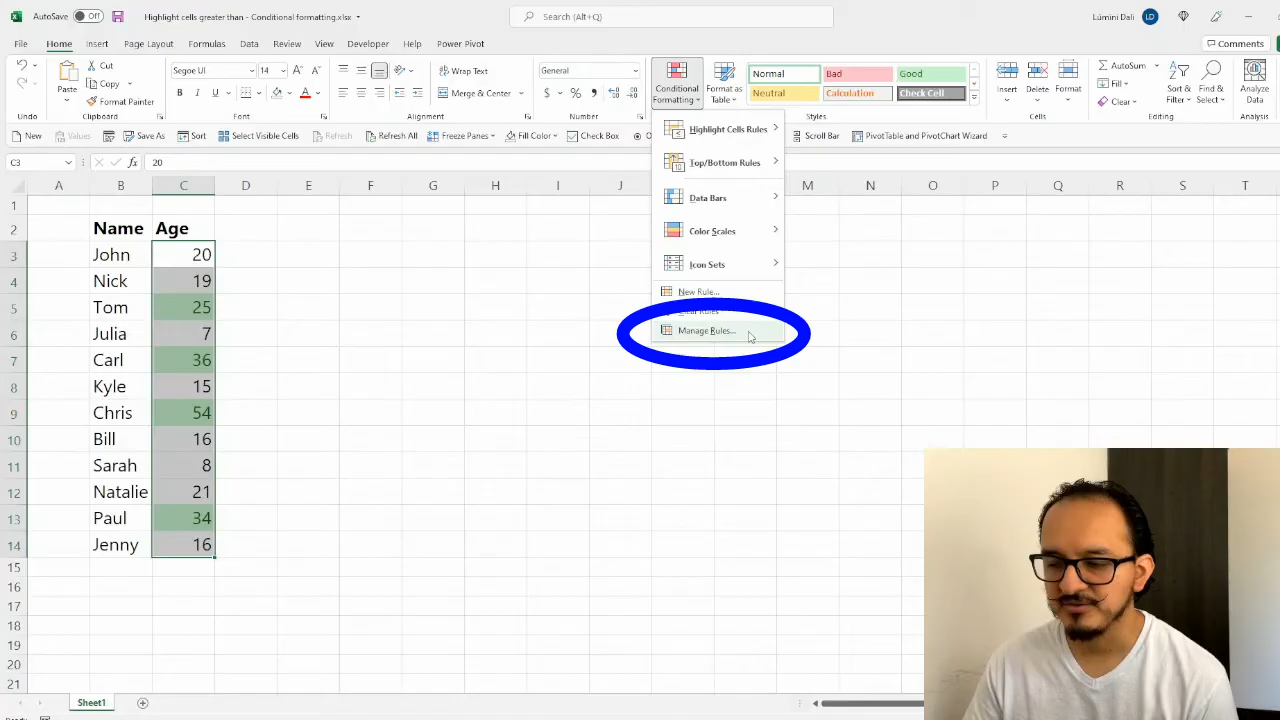 AutoSave Off Highlight cells greater than - Conditional formatting.xlsx Search (Alt+Q) Lúmini Dalí LD
File Home Insert Page Layout Formulas Data Review View Developer Help Power Pivot Comments
Paste Cut Copy Format Painter
Segoe UI 14 A A
B I U A
Wrap Text
Merge & Center
General
$ % ,
Conditional Formatting
Format as Table
Normal Bad Good
Neutral Calculation Check Cell
Insert Delete Format
AutoSum Fill Clear
Sort & Filter Find & Select
Analyze Data
Undo Clipboard Font Alignment Number Styles Cells Editing Analysis
New Values Save As Sort Select Visible Cells Refresh Refresh All Freeze Panes Fill Color Check Box Scroll Bar PivotTable and PivotChart Wizard
C3 fx 20
Highlight Cells Rules
Top/Bottom Rules
Data Bars
Color Scales
Icon Sets
New Rule...
Clear Rules
Manage Rules...
A B C D E F G H I J M N O P Q R S T
1
2 Name Age
3 John 20
4 Nick 19
5 Tom 25
6 Julia 7
7 Carl 36
8 Kyle 15
9 Chris 54
10 Bill 16
11 Sarah 8
12 Natalie 21
13 Paul 34
14 Jenny 16
15
16
17
18
19
20
21
Sheet1